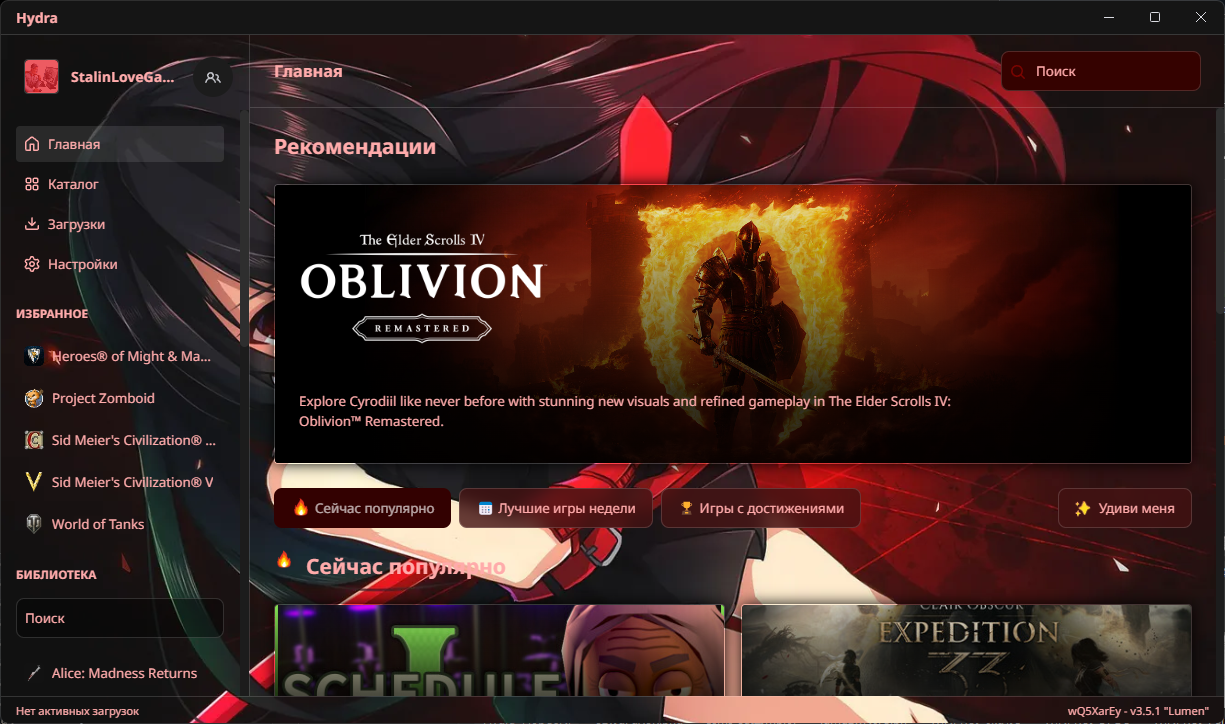 Hydra
StalinLoveGa...
Главная
Поиск
Главная
Каталог
Загрузки
Настройки
ИЗБРАННОЕ
Heroes® of Might & Ma...
Project Zomboid
Sid Meier's Civilization® ...
Sid Meier's Civilization® V
World of Tanks
БИБЛИОТЕКА
Поиск
Alice: Madness Returns
Рекомендации
The Elder Scrolls IV
OBLIVION
REMASTERED
Explore Cyrodiil like never before with stunning new visuals and refined gameplay in The Elder Scrolls IV:
Oblivion™ Remastered.
Сейчас популярно
Лучшие игры недели
Игры с достижениями
Удиви меня
Сейчас популярно
SCHEDULE
I
CLAIR OBSCUR
EXPEDITION
33
Нет активных загрузок
wQ5XarEy - v3.5.1 "Lumen"